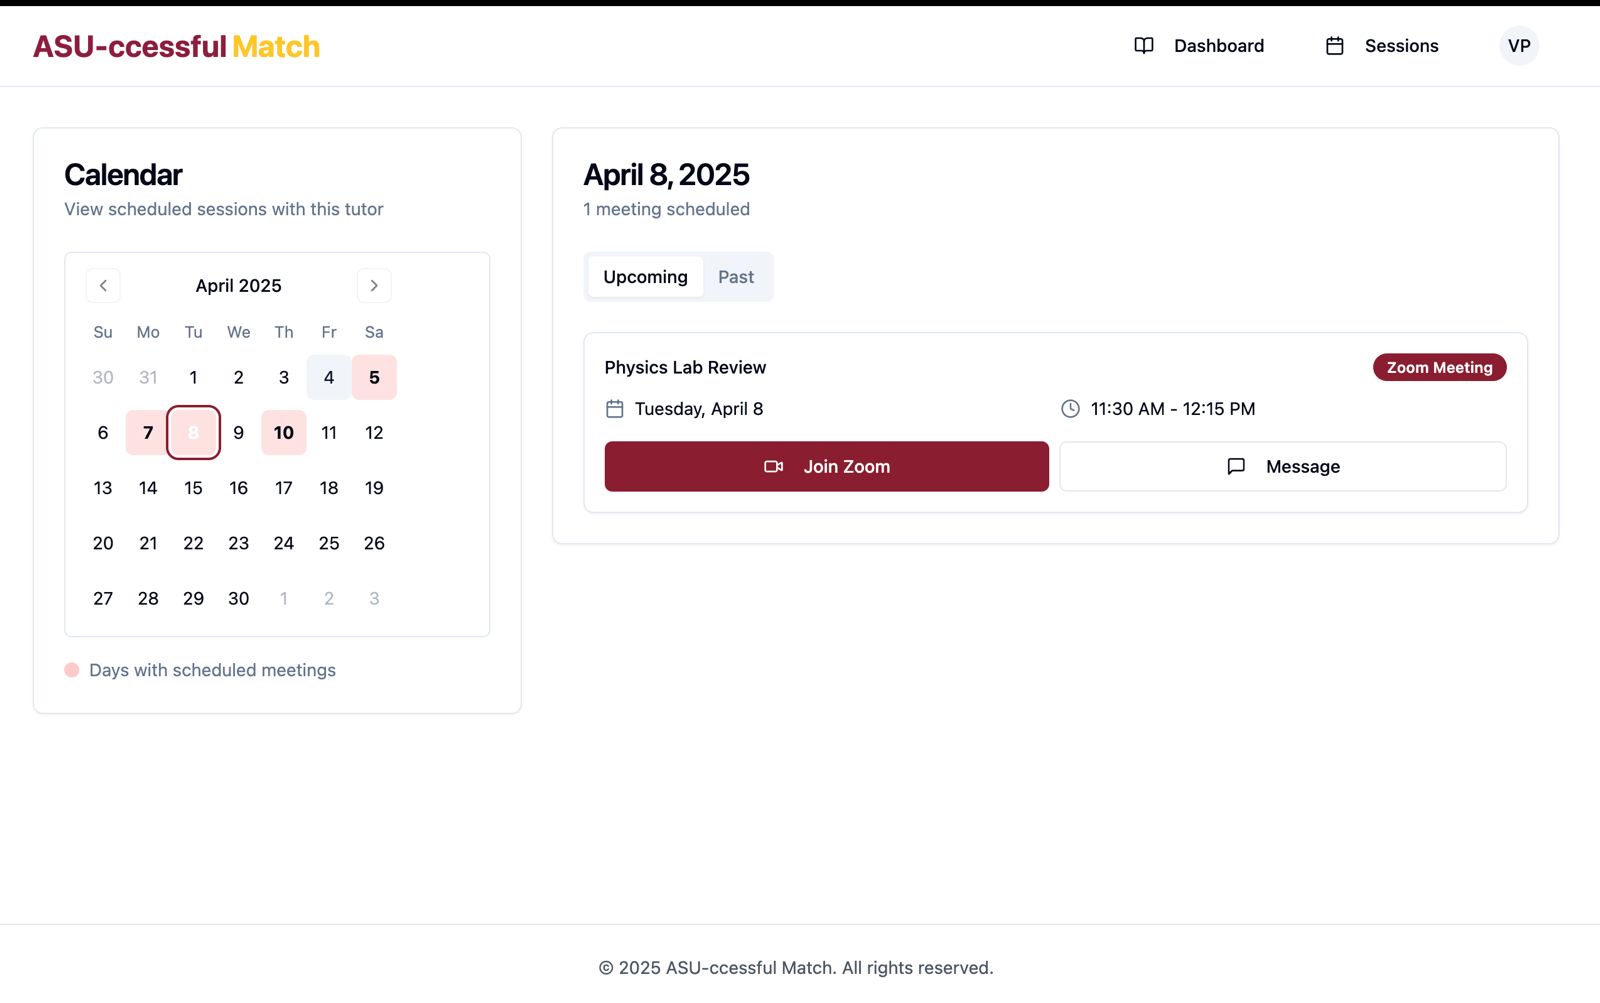 ASU-ccessful Match
Dashboard
Sessions
VP
Calendar
View scheduled sessions with this tutor
April 2025
Su Mo Tu We Th Fr Sa
30 31 1 2 3 4 5
6 7 8 9 10 11 12
13 14 15 16 17 18 19
20 21 22 23 24 25 26
27 28 29 30 1 2 3
Days with scheduled meetings
April 8, 2025
1 meeting scheduled
Upcoming Past
Physics Lab Review
Zoom Meeting
Tuesday, April 8
11:30 AM - 12:15 PM
Join Zoom
Message
© 2025 ASU-ccessful Match. All rights reserved.